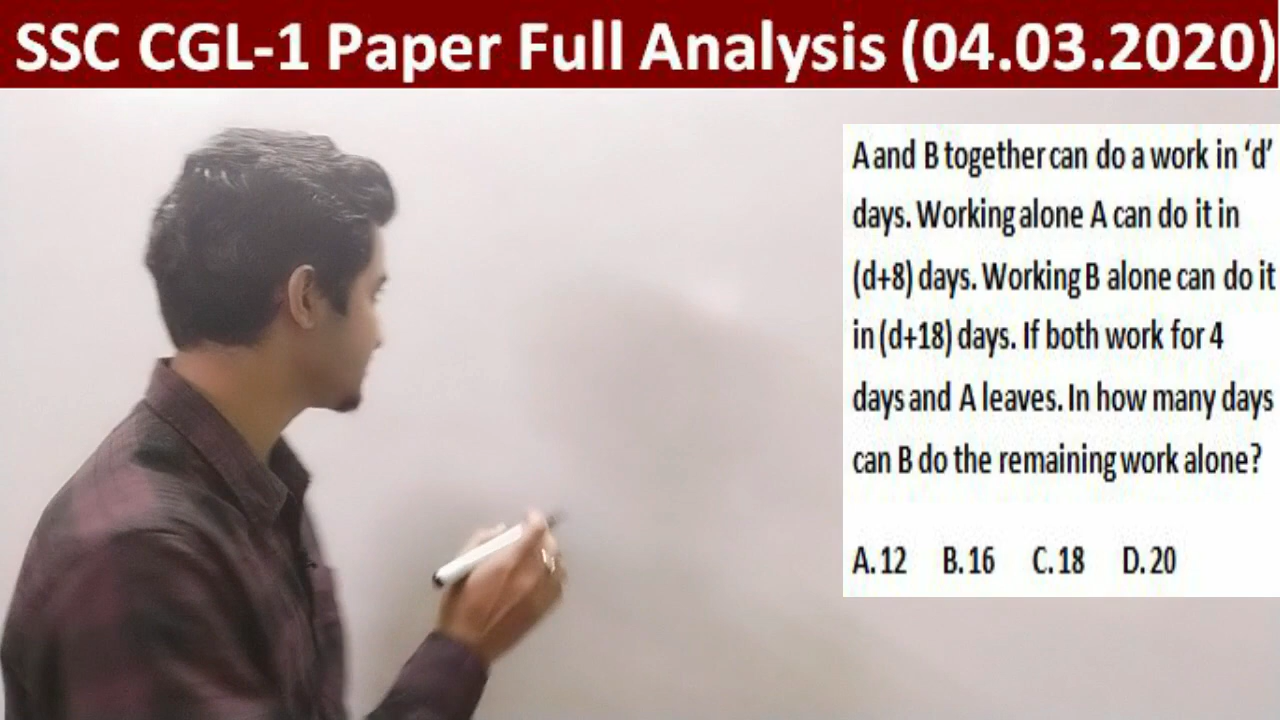 SSC CGL-1 Paper Full Analysis (04.03.2020)
A and B together can do a work in ‘d’
days. Working alone A can do it in
(d+8) days. Working B alone can do it
in (d+18) days. If both work for 4
days and A leaves. In how many days
can B do the remaining work alone?
A. 12 B. 16 C. 18 D. 20